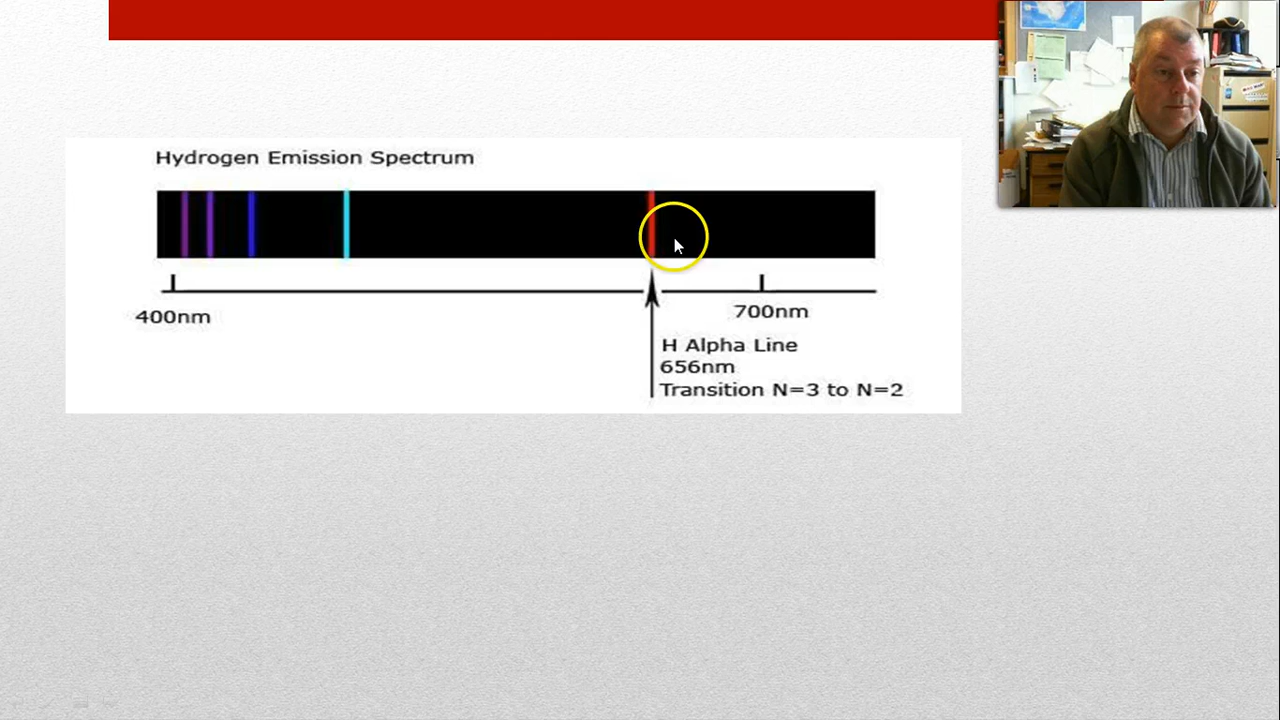 Hydrogen Emission Spectrum
400nm
700nm
H Alpha Line
656nm
Transition N=3 to N=2